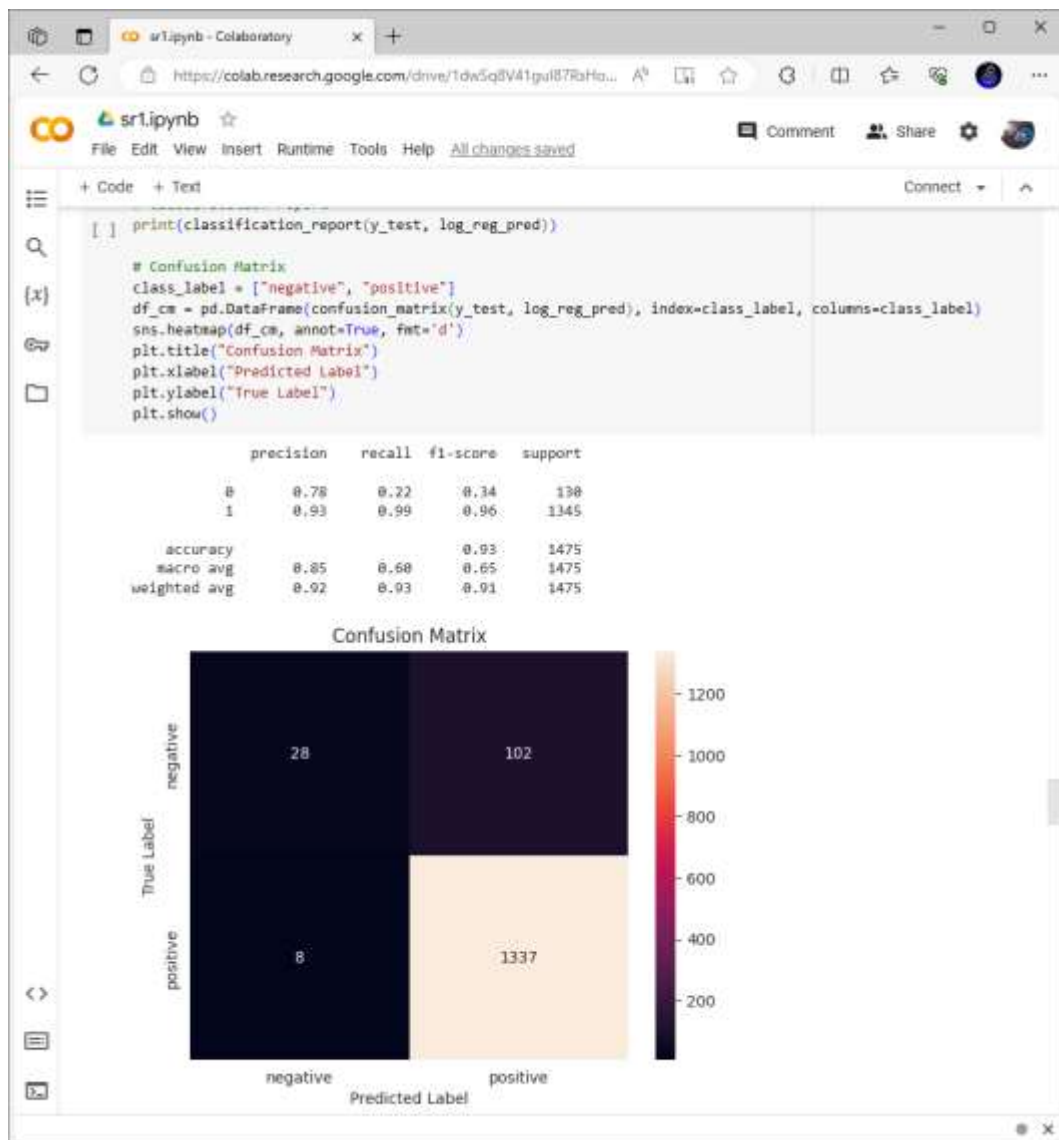 sr1.ipynb - Colaboratory
https://colab.research.google.com/drive/
sr1.ipynb
Comment
Share
File Edit View Insert Runtime Tools Help All changes saved
+ Code + Text
Connect
[ ] print(classification_report(y_test, log_reg_pred))
# Confusion Matrix
class_label = ["negative", "positive"]
df_cm = pd.DataFrame(confusion_matrix(y_test, log_reg_pred), index=class_label, columns=class_label)
sns.heatmap(df_cm, annot=True, fmt='d')
plt.title("Confusion Matrix")
plt.xlabel("Predicted Label")
plt.ylabel("True Label")
plt.show()
precision recall f1-score support
0 0.78 0.22 0.34 130
1 0.93 0.99 0.96 1345
accuracy 0.93 1475
macro avg 0.85 0.60 0.65 1475
weighted avg 0.92 0.93 0.91 1475
Confusion Matrix
negative
28 102
positive
8 1337
True Label
negative positive
Predicted Label
1200
1000
800
600
400
200